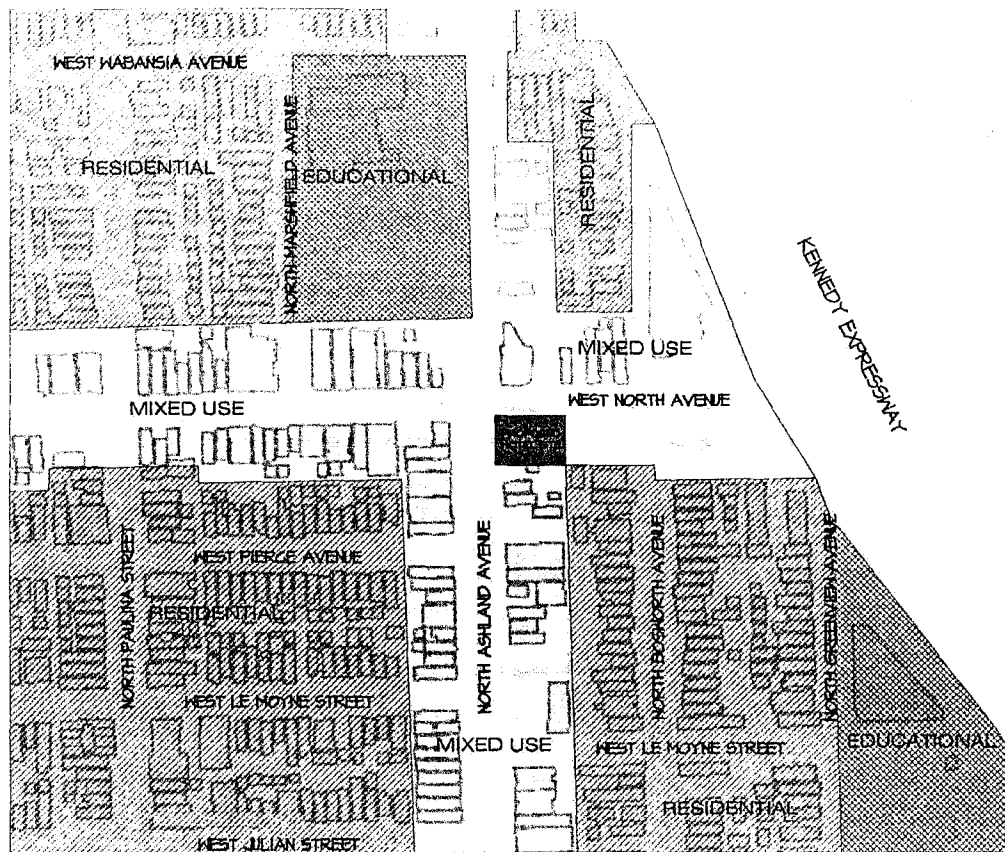 WEST WABANSIA AVENUE
NORTH MARSHFIELD AVENUE
RESIDENTIAL
EDUCATIONAL
RESIDENTIAL
KENNEDY EXPRESSWAY
MIXED USE
WEST NORTH AVENUE
MIXED USE
NORTH PAULINA STREET
WEST PIERCE AVENUE
RESIDENTIAL
WEST LE MOYNE STREET
NORTH ASHLAND AVENUE
NORTH BOSWORTH AVENUE
NORTH GREENVIEW AVENUE
MIXED USE
WEST LE MOYNE STREET
EDUCATIONAL
RESIDENTIAL
WEST JULIAN STREET